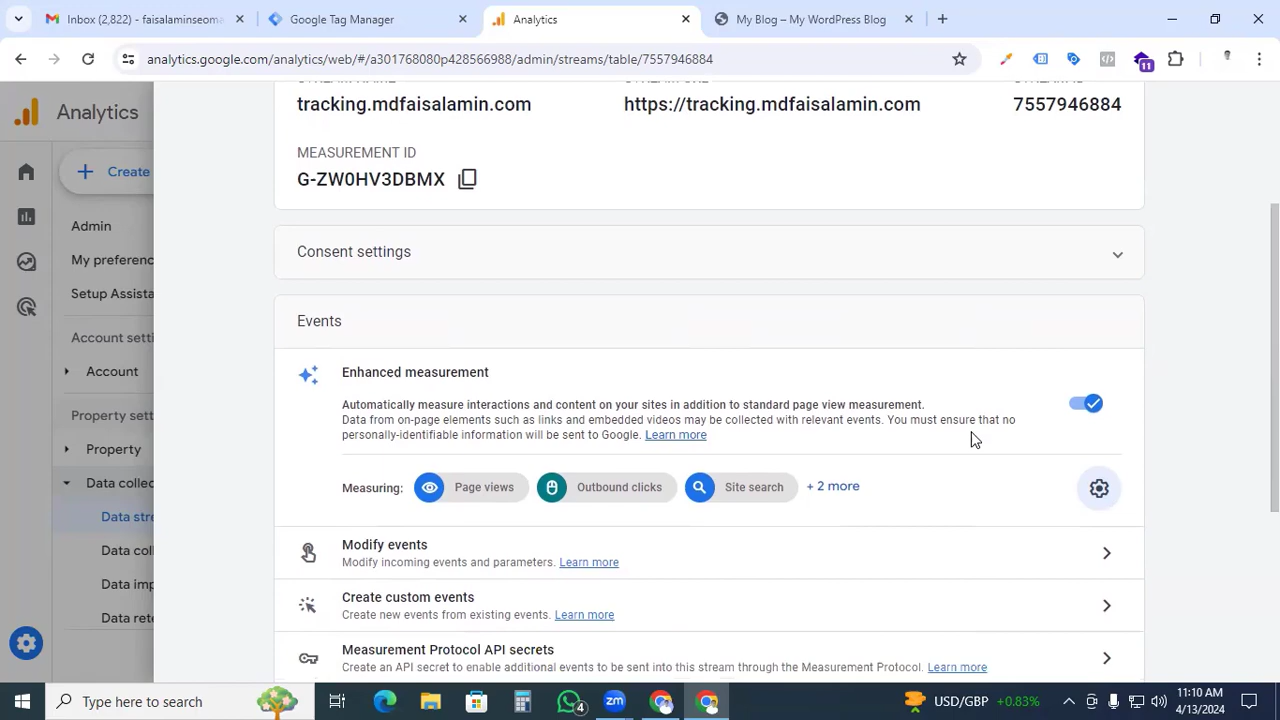 Inbox (2,822) - faisalaminseoma
Google Tag Manager
Analytics
My Blog – My WordPress Blog
analytics.google.com/analytics/web/#/a301768089p428566988/admin/streams/table/7557946884
11
Analytics
tracking.mdfaisalamin.com
https://tracking.mdfaisalamin.com
7557946884
MEASUREMENT ID
G-ZW0HV3DBMX
Create
Admin
My preferenc
Setup Assista
Account setti
Account
Property sett
Property
Data collec
Data stre
Data coll
Data imp
Data rete
Consent settings
Events
Enhanced measurement
Automatically measure interactions and content on your sites in addition to standard page view measurement.
Data from on-page elements such as links and embedded videos may be collected with relevant events. You must ensure that no
personally-identifiable information will be sent to Google. Learn more
Measuring: Page views Outbound clicks Site search + 2 more
Modify events
Modify incoming events and parameters. Learn more
Create custom events
Create new events from existing events. Learn more
Measurement Protocol API secrets
Create an API secret to enable additional events to be sent into this stream through the Measurement Protocol. Learn more
Type here to search
4
USD/GBP +0.83%
11:10 AM
4/13/2024